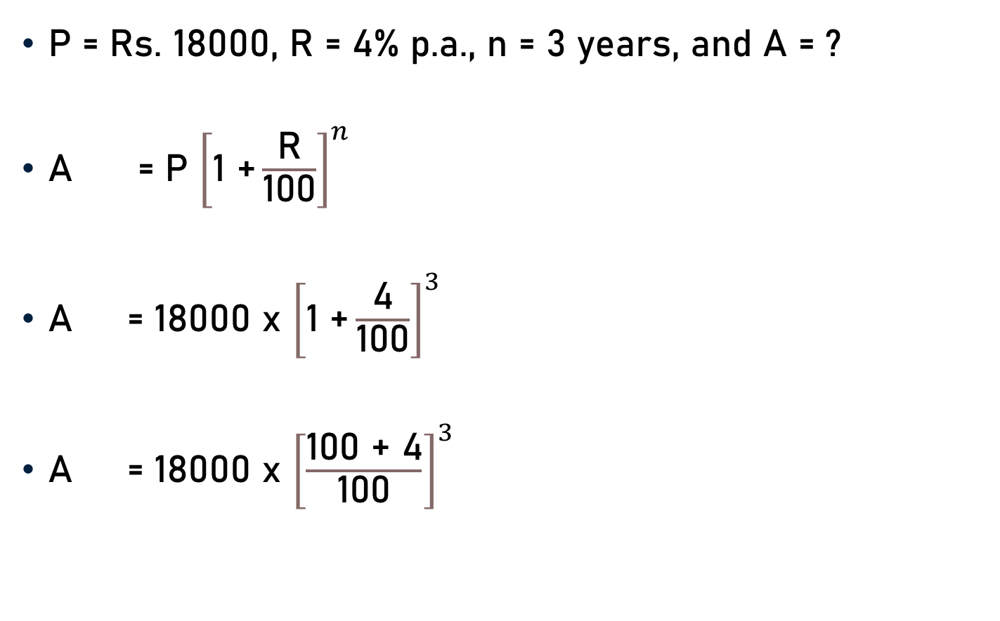 • P = Rs. 18000, R = 4% p.a., n = 3 years, and A = ?
• A = P [1 + R/100]^n
• A = 18000 x [1 + 4/100]^3
• A = 18000 x [(100 + 4)/100]^3